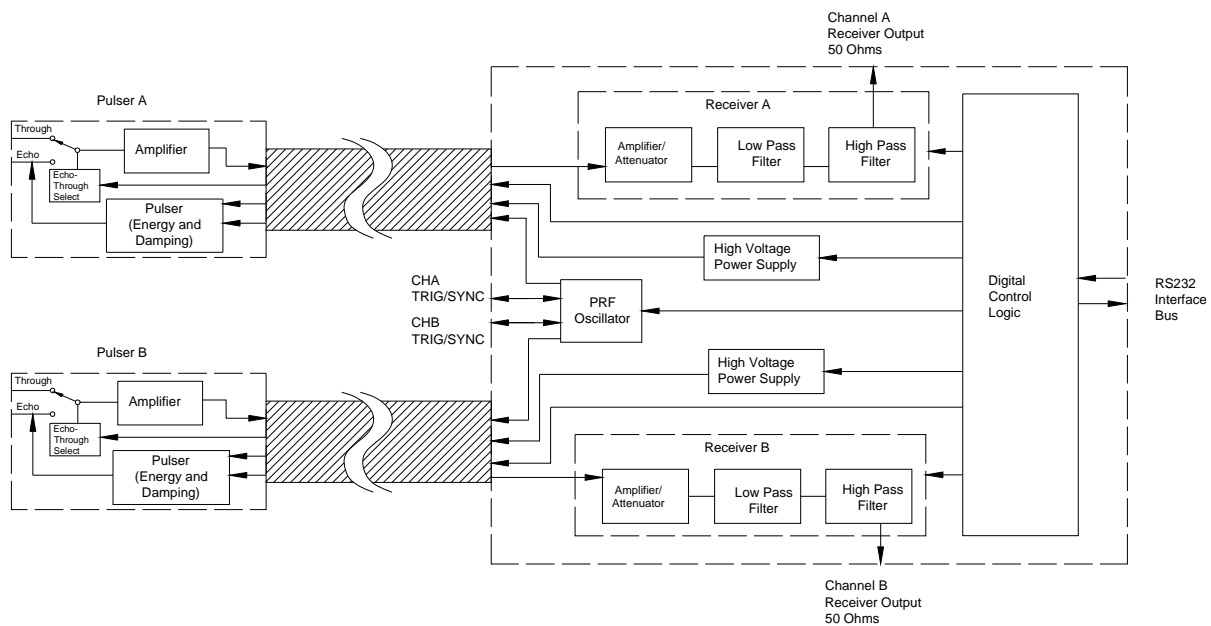 Channel A
Receiver Output
50 Ohms
Pulser A
Through
Echo
Amplifier
Echo-
Through
Select
Pulser
(Energy and
Damping)
Receiver A
Amplifier/
Attenuator
Low Pass
Filter
High Pass
Filter
High Voltage
Power Supply
CHA
TRIG/SYNC
CHB
TRIG/SYNC
PRF
Oscillator
Digital
Control
Logic
RS232
Interface
Bus
Pulser B
Through
Echo
Amplifier
Echo-
Through
Select
Pulser
(Energy and
Damping)
High Voltage
Power Supply
Receiver B
Amplifier/
Attenuator
Low Pass
Filter
High Pass
Filter
Channel B
Receiver Output
50 Ohms